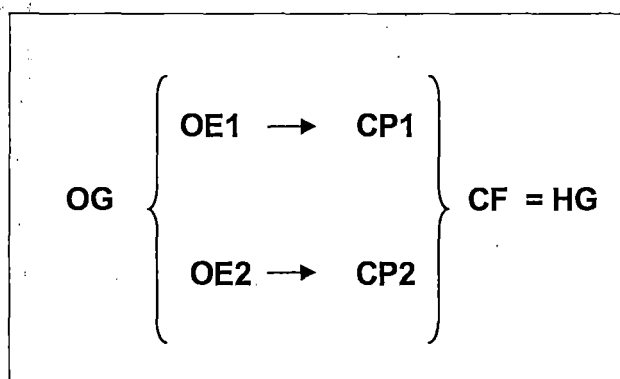 OE1 → CP1
OG CF = HG
OE2 → CP2